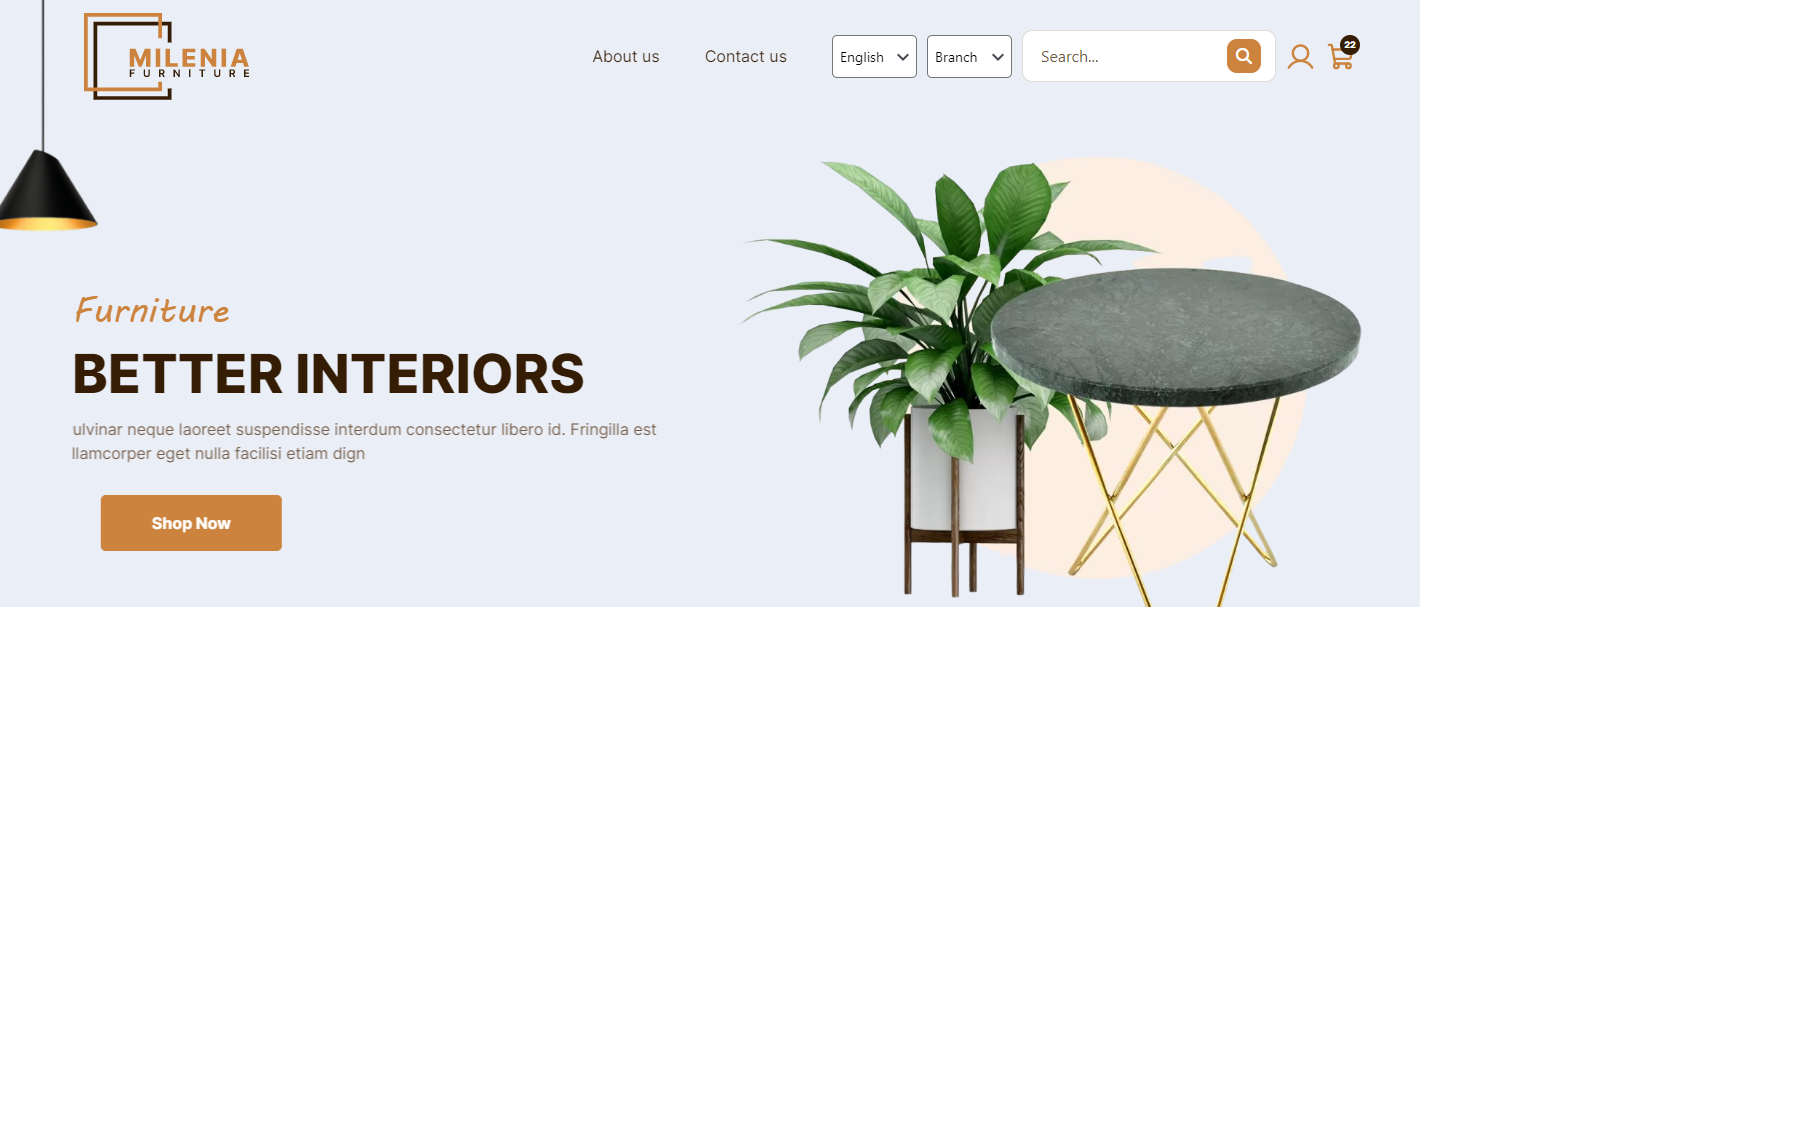 MILENIA
FURNITURE
About us
Contact us
English
Branch
Search...
22
Furniture
BETTER INTERIORS
ulvinar neque laoreet suspendisse interdum consectetur libero id. Fringilla est
llamcorper eget nulla facilisi etiam dign
Shop Now